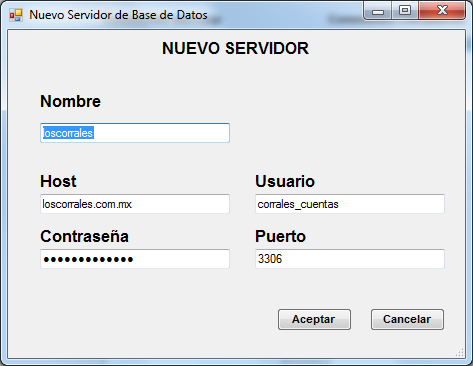 Nuevo Servidor de Base de Datos
NUEVO SERVIDOR
Nombre
loscorrales
Host
Usuario
loscorrales.com.mx
corrales_cuentas
Contraseña
Puerto
●●●●●●●●●●●●●
3306
Aceptar
Cancelar